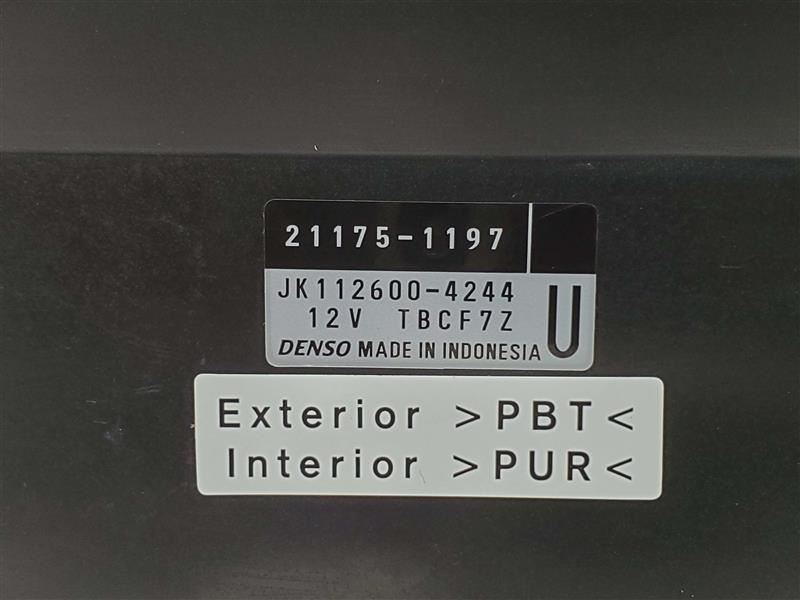 21175-1197
JK112600-4244
12V TBCF7Z
U
DENSO MADE IN INDONESIA
Exterior >PBT<
Interior >PUR<